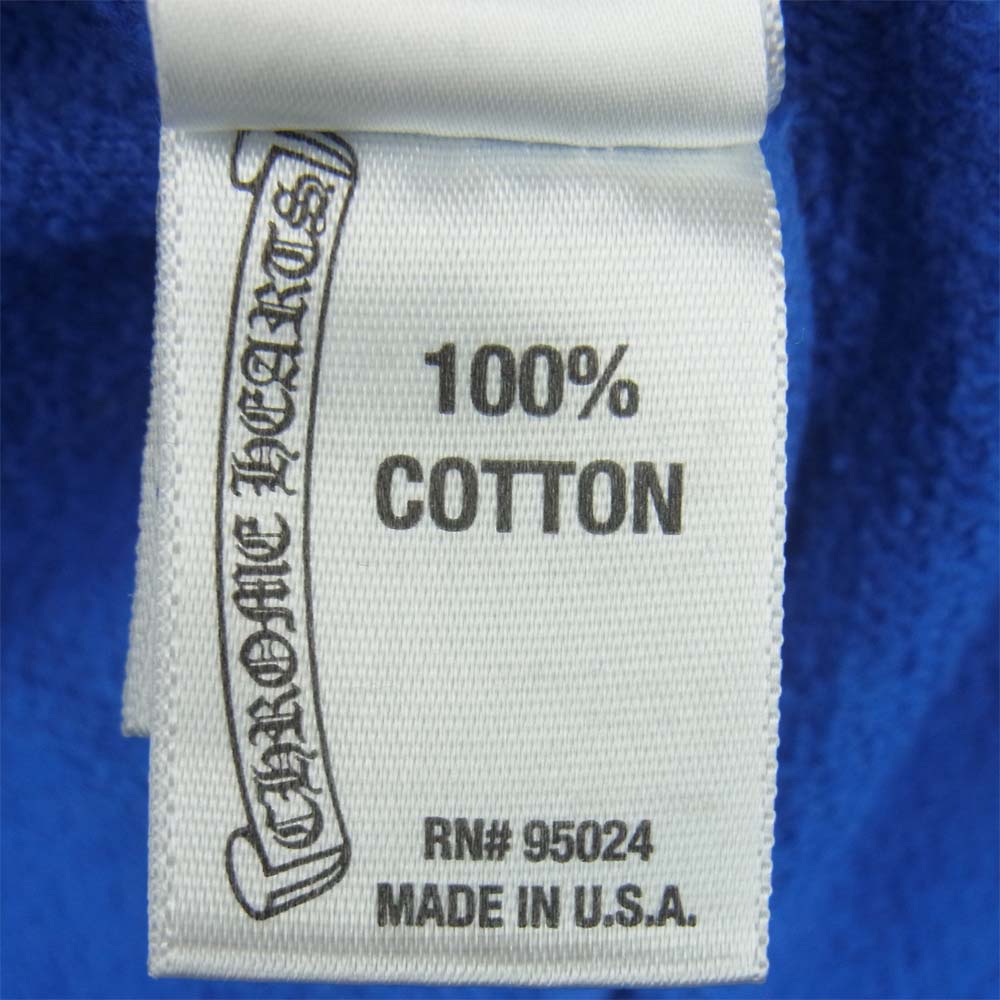 CHROME HEARTS
100%
COTTON
RN# 95024
MADE IN U.S.A.